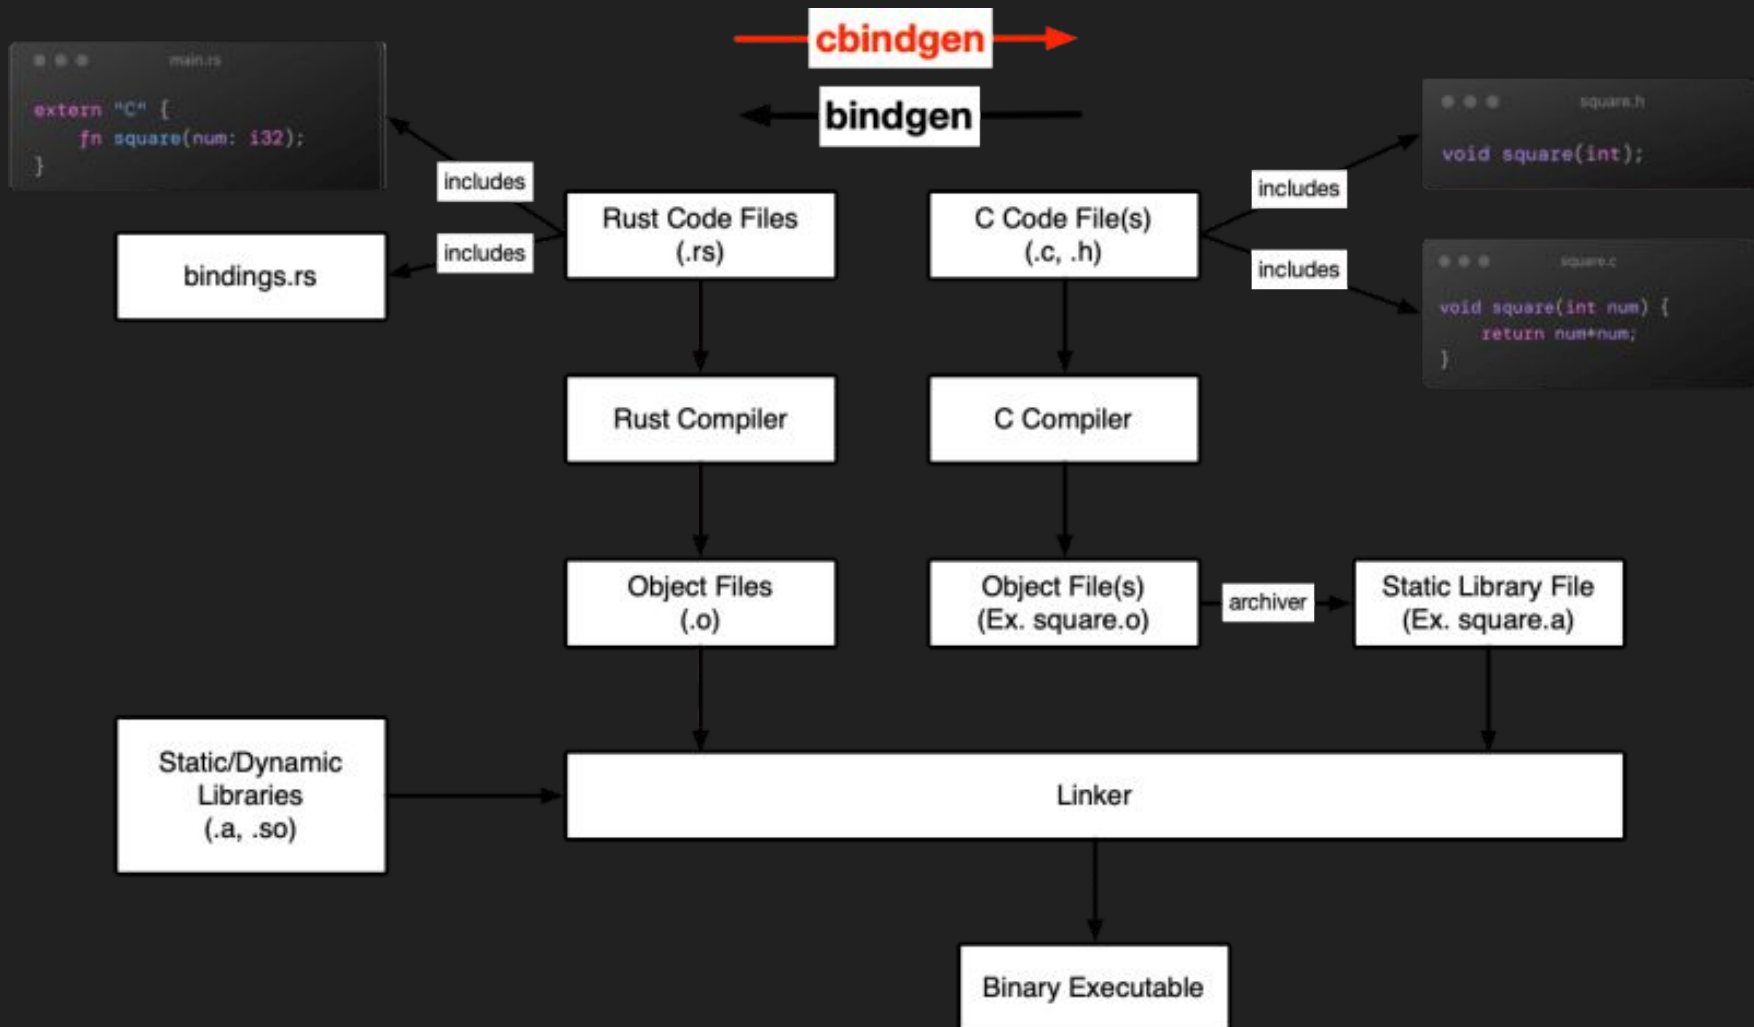 cbindgen
bindgen
main.rs
extern "C" {
fn square(num: i32);
}
includes
includes
bindings.rs
Rust Code Files
(.rs)
C Code File(s)
(.c, .h)
includes
includes
square.h
void square(int);
square.c
void square(int num) {
return num*num;
}
Rust Compiler
C Compiler
Object Files
(.o)
Object File(s)
(Ex. square.o)
archiver
Static Library File
(Ex. square.a)
Static/Dynamic
Libraries
(.a, .so)
Linker
Binary Executable